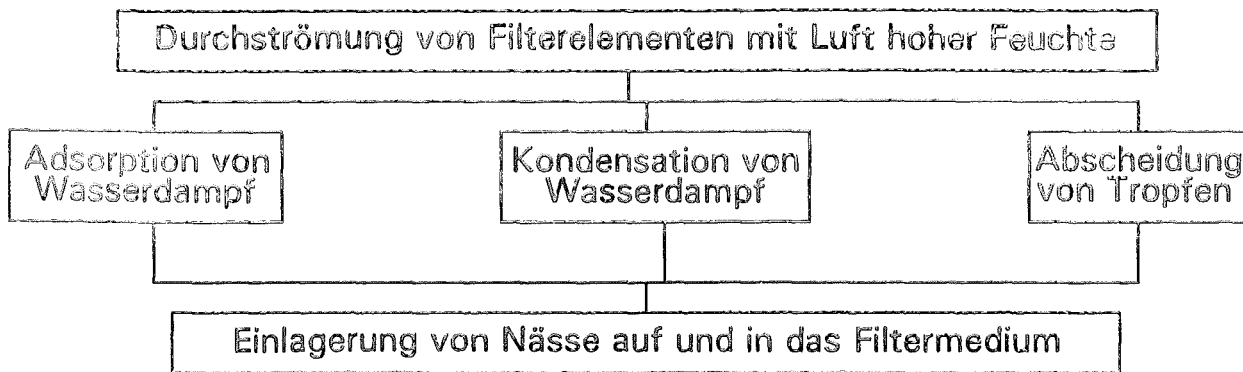 Durchströmung von Filterelementen mit Luft hoher Feuchte
Adsorption von
Wasserdampf
Kondensation von
Wasserdampf
Abscheidung
von Tropfen
Einlagerung von Nässe auf und in das Filtermedium